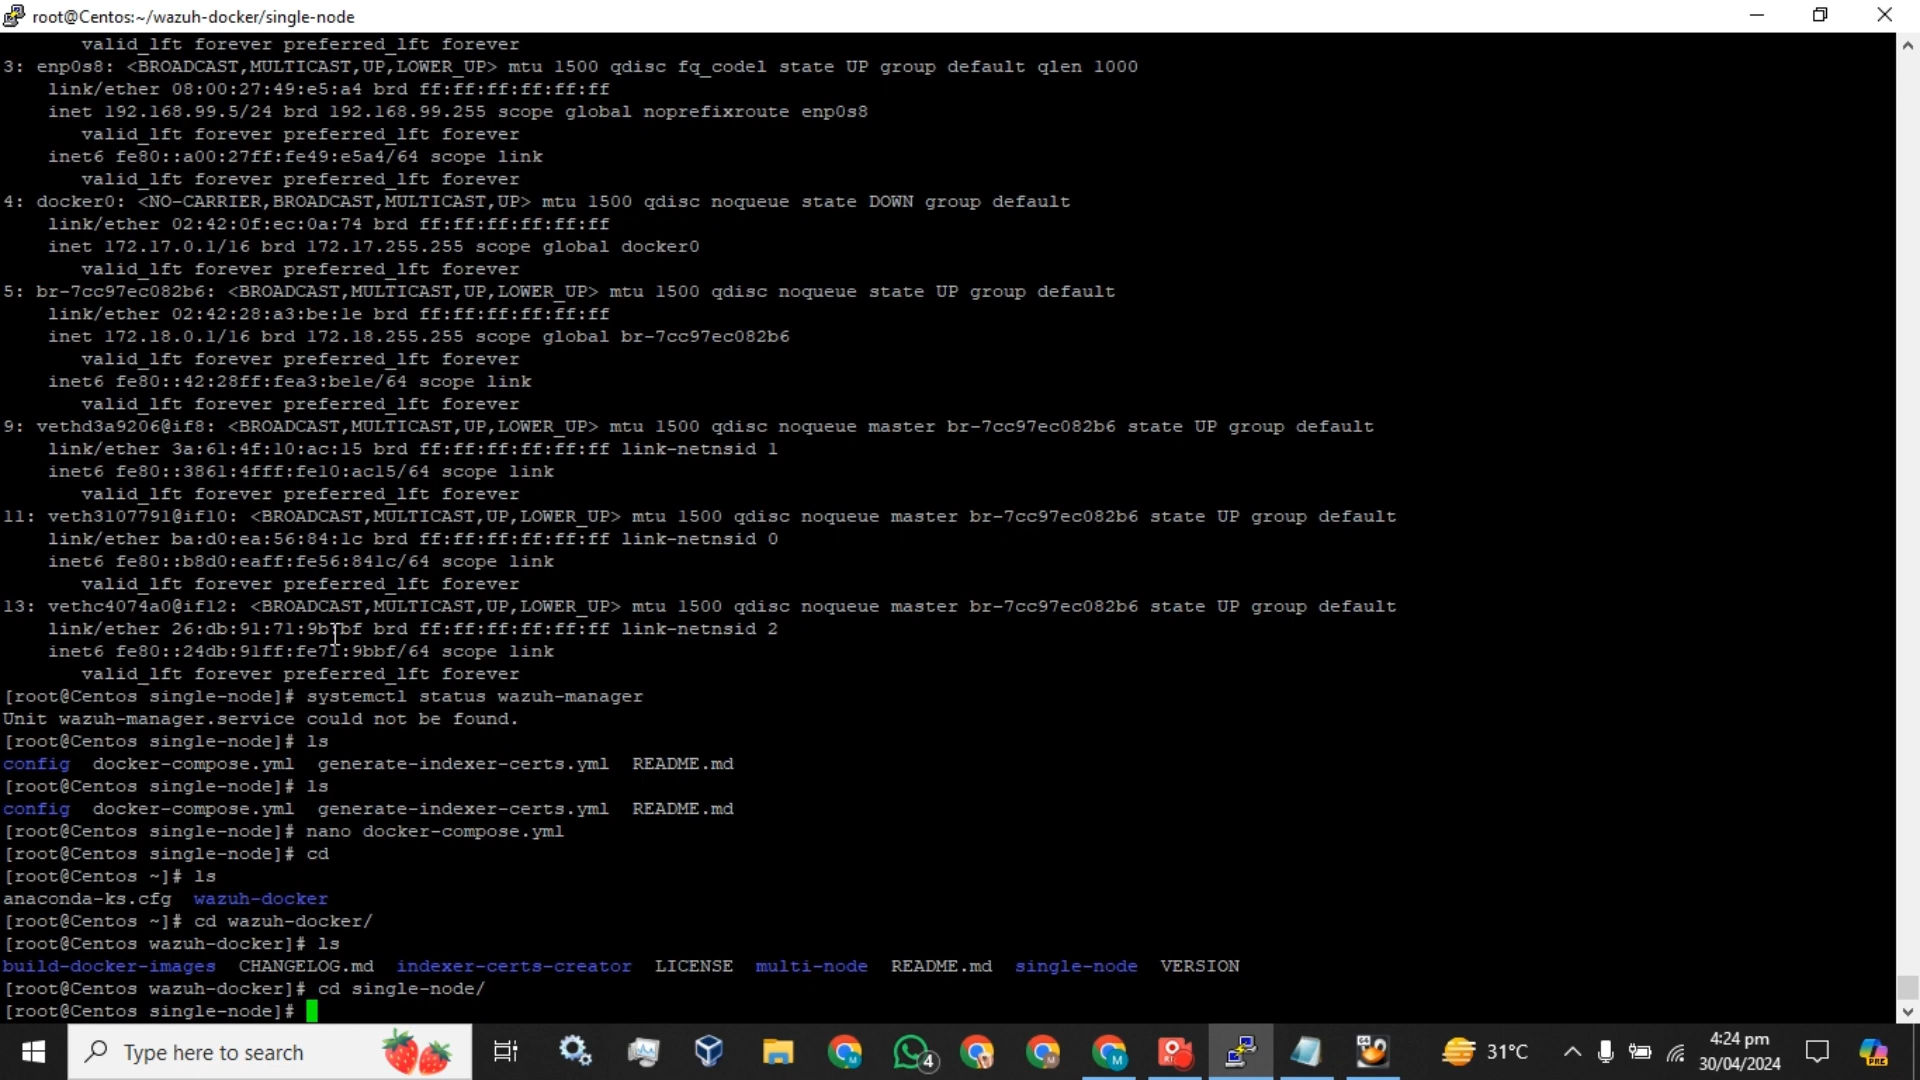 root@Centos:~/wazuh-docker/single-node
valid_lft forever preferred_lft forever
3: enp0s8: <BROADCAST,MULTICAST,UP,LOWER_UP> mtu 1500 qdisc fq_codel state UP group default qlen 1000
link/ether 08:00:27:49:e5:a4 brd ff:ff:ff:ff:ff:ff
inet 192.168.99.5/24 brd 192.168.99.255 scope global noprefixroute enp0s8
valid_lft forever preferred_lft forever
inet6 fe80::a00:27ff:fe49:e5a4/64 scope link
valid_lft forever preferred_lft forever
4: docker0: <NO-CARRIER,BROADCAST,MULTICAST,UP> mtu 1500 qdisc noqueue state DOWN group default
link/ether 02:42:0f:ec:0a:74 brd ff:ff:ff:ff:ff:ff
inet 172.17.0.1/16 brd 172.17.255.255 scope global docker0
valid_lft forever preferred_lft forever
5: br-7cc97ec082b6: <BROADCAST,MULTICAST,UP,LOWER_UP> mtu 1500 qdisc noqueue state UP group default
link/ether 02:42:28:a3:be:1e brd ff:ff:ff:ff:ff:ff
inet 172.18.0.1/16 brd 172.18.255.255 scope global br-7cc97ec082b6
valid_lft forever preferred_lft forever
inet6 fe80::42:28ff:fea3:be1e/64 scope link
valid_lft forever preferred_lft forever
9: vethd3a9206@if8: <BROADCAST,MULTICAST,UP,LOWER_UP> mtu 1500 qdisc noqueue master br-7cc97ec082b6 state UP group default
link/ether 3a:61:4f:10:ac:15 brd ff:ff:ff:ff:ff:ff link-netnsid 1
inet6 fe80::3861:4fff:fe10:ac15/64 scope link
valid_lft forever preferred_lft forever
11: veth3107791@if10: <BROADCAST,MULTICAST,UP,LOWER_UP> mtu 1500 qdisc noqueue master br-7cc97ec082b6 state UP group default
link/ether ba:d0:ea:56:84:1c brd ff:ff:ff:ff:ff:ff link-netnsid 0
inet6 fe80::b8d0:eaff:fe56:841c/64 scope link
valid_lft forever preferred_lft forever
13: vethc4074a0@if12: <BROADCAST,MULTICAST,UP,LOWER_UP> mtu 1500 qdisc noqueue master br-7cc97ec082b6 state UP group default
link/ether 26:db:91:71:9b:bf brd ff:ff:ff:ff:ff:ff link-netnsid 2
inet6 fe80::24db:91ff:fe71:9bbf/64 scope link
valid_lft forever preferred_lft forever
[root@Centos single-node]# systemctl status wazuh-manager
Unit wazuh-manager.service could not be found.
[root@Centos single-node]# ls
config  docker-compose.yml  generate-indexer-certs.yml  README.md
[root@Centos single-node]# ls
config  docker-compose.yml  generate-indexer-certs.yml  README.md
[root@Centos single-node]# nano docker-compose.yml
[root@Centos single-node]# cd
[root@Centos ~]# ls
anaconda-ks.cfg  wazuh-docker
[root@Centos ~]# cd wazuh-docker/
[root@Centos wazuh-docker]# ls
build-docker-images  CHANGELOG.md  indexer-certs-creator  LICENSE  multi-node  README.md  single-node  VERSION
[root@Centos wazuh-docker]# cd single-node/
[root@Centos single-node]#
Type here to search
4
31°C
4:24 pm
30/04/2024
PRE